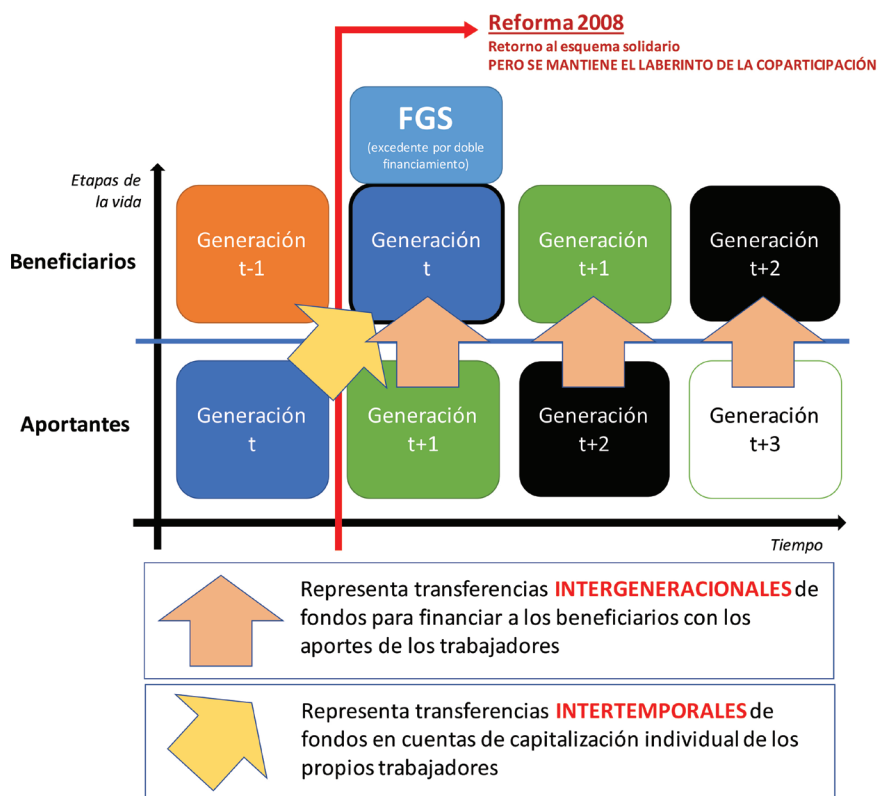 Reforma 2008
Retorno al esquema solidario
PERO SE MANTIENE EL LABERINTO DE LA COPARTICIPACIÓN
FGS
(excedente por doble
financiamiento)
Etapas de
la vida
Beneficiarios
Generación
t-1
Generación
t
Generación
t+1
Generación
t+2
Aportantes
Generación
t
Generación
t+1
Generación
t+2
Generación
t+3
Tiempo
Representa transferencias INTERGENERACIONALES de
fondos para financiar a los beneficiarios con los
aportes de los trabajadores
Representa transferencias INTERTEMPORALES de
fondos en cuentas de capitalización individual de los
propios trabajadores